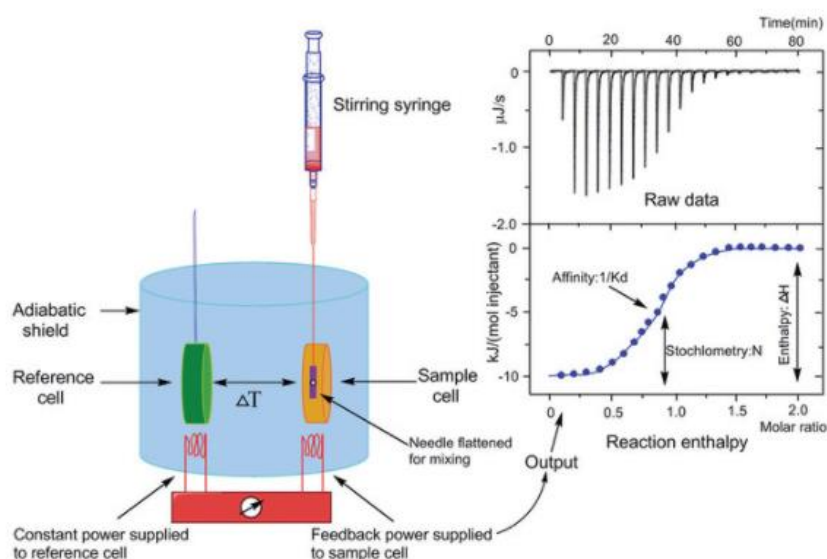 Stirring syringe
Adiabatic
shield
Reference
cell
ΔT
Sample
cell
Needle flattened
for mixing
Constant power supplied
to reference cell
Feedback power supplied
to sample cell
Output
Time(min)
0 20 40 60 80
0
-1.0
-2.0
μJ/s
Raw data
0
-5
-10
kJ/(mol injectant)
Affinity:1/Kd
Stochlometry:N
Enthalpy: ΔH
0 0.5 1.0 1.5 2.0
Molar ratio
Reaction enthalpy